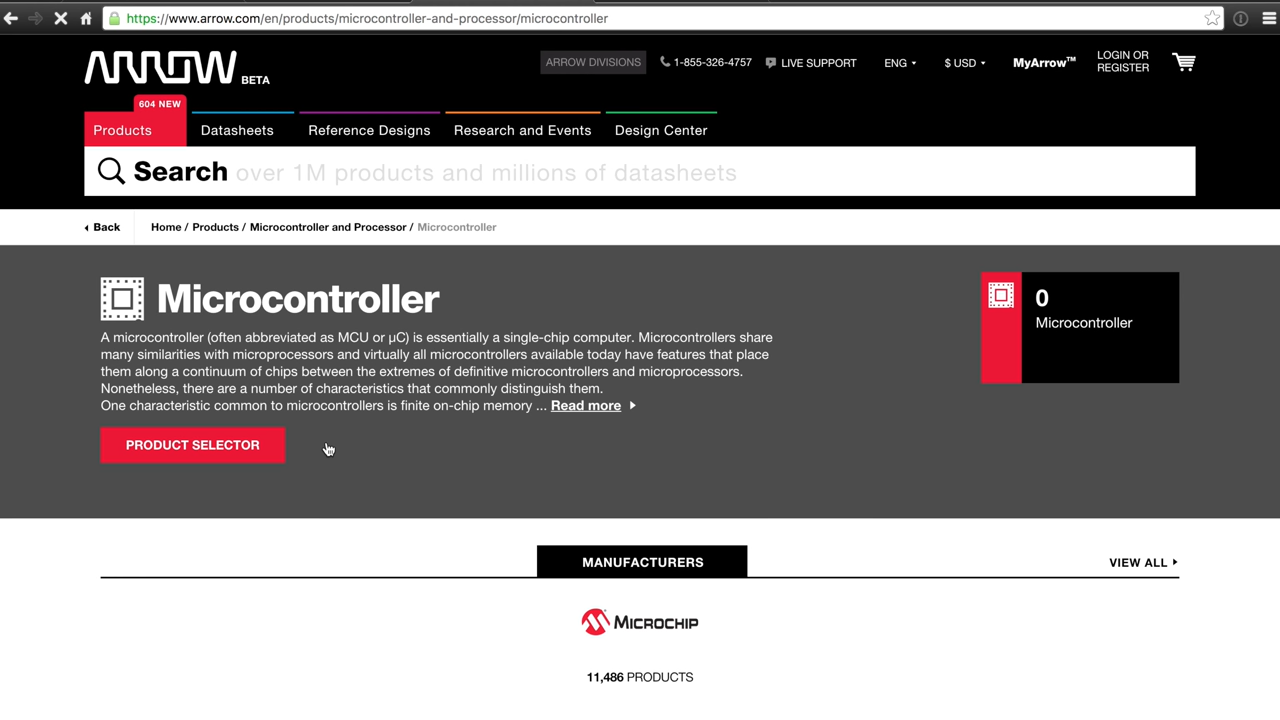 https://www.arrow.com/en/products/microcontroller-and-processor/microcontroller
ARROW BETA
ARROW DIVISIONS 1-855-326-4757 LIVE SUPPORT ENG $ USD MyArrow™ LOGIN OR REGISTER
604 NEW
Products Datasheets Reference Designs Research and Events Design Center
Search over 1M products and millions of datasheets
Back Home / Products / Microcontroller and Processor / Microcontroller
Microcontroller
A microcontroller (often abbreviated as MCU or µC) is essentially a single-chip computer. Microcontrollers share
many similarities with microprocessors and virtually all microcontrollers available today have features that place
them along a continuum of chips between the extremes of definitive microcontrollers and microprocessors.
Nonetheless, there are a number of characteristics that commonly distinguish them.
One characteristic common to microcontrollers is finite on-chip memory ... Read more
PRODUCT SELECTOR
0
Microcontroller
MANUFACTURERS
VIEW ALL
MICROCHIP
11,486 PRODUCTS